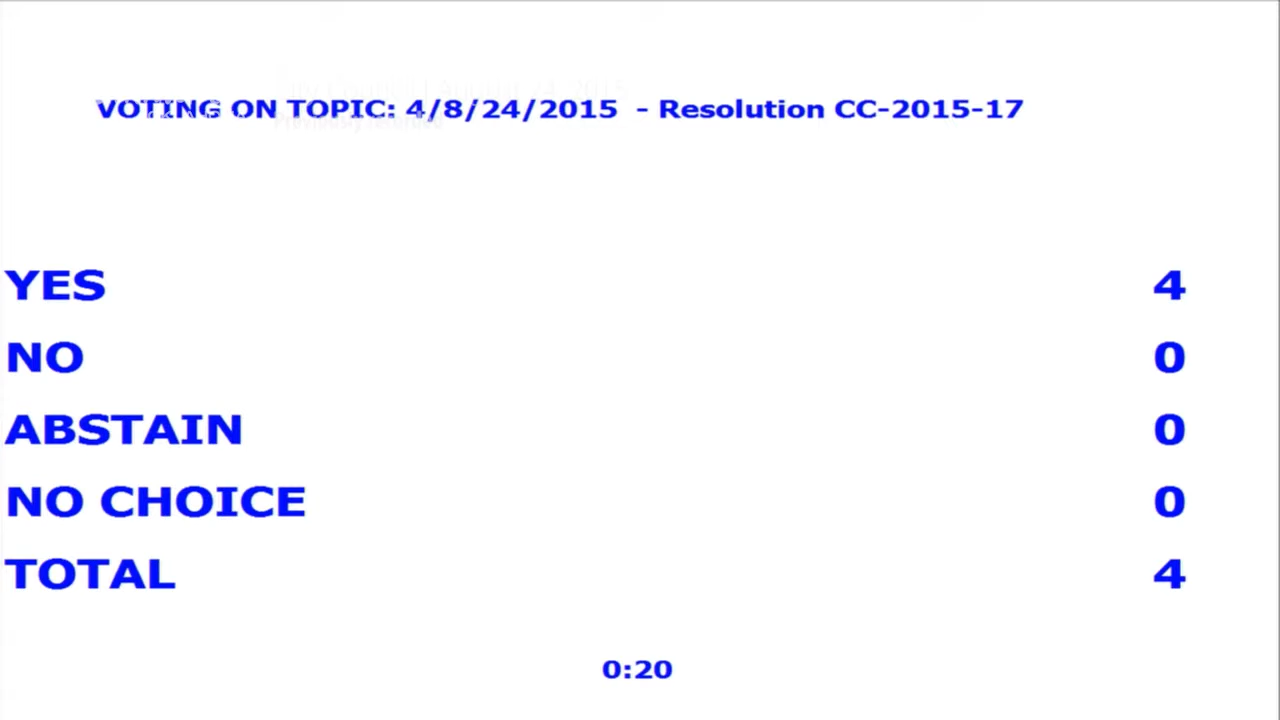 VOTING ON TOPIC: 4/8/24/2015 - Resolution CC-2015-17
YES 4
NO 0
ABSTAIN 0
NO CHOICE 0
TOTAL 4
0:20